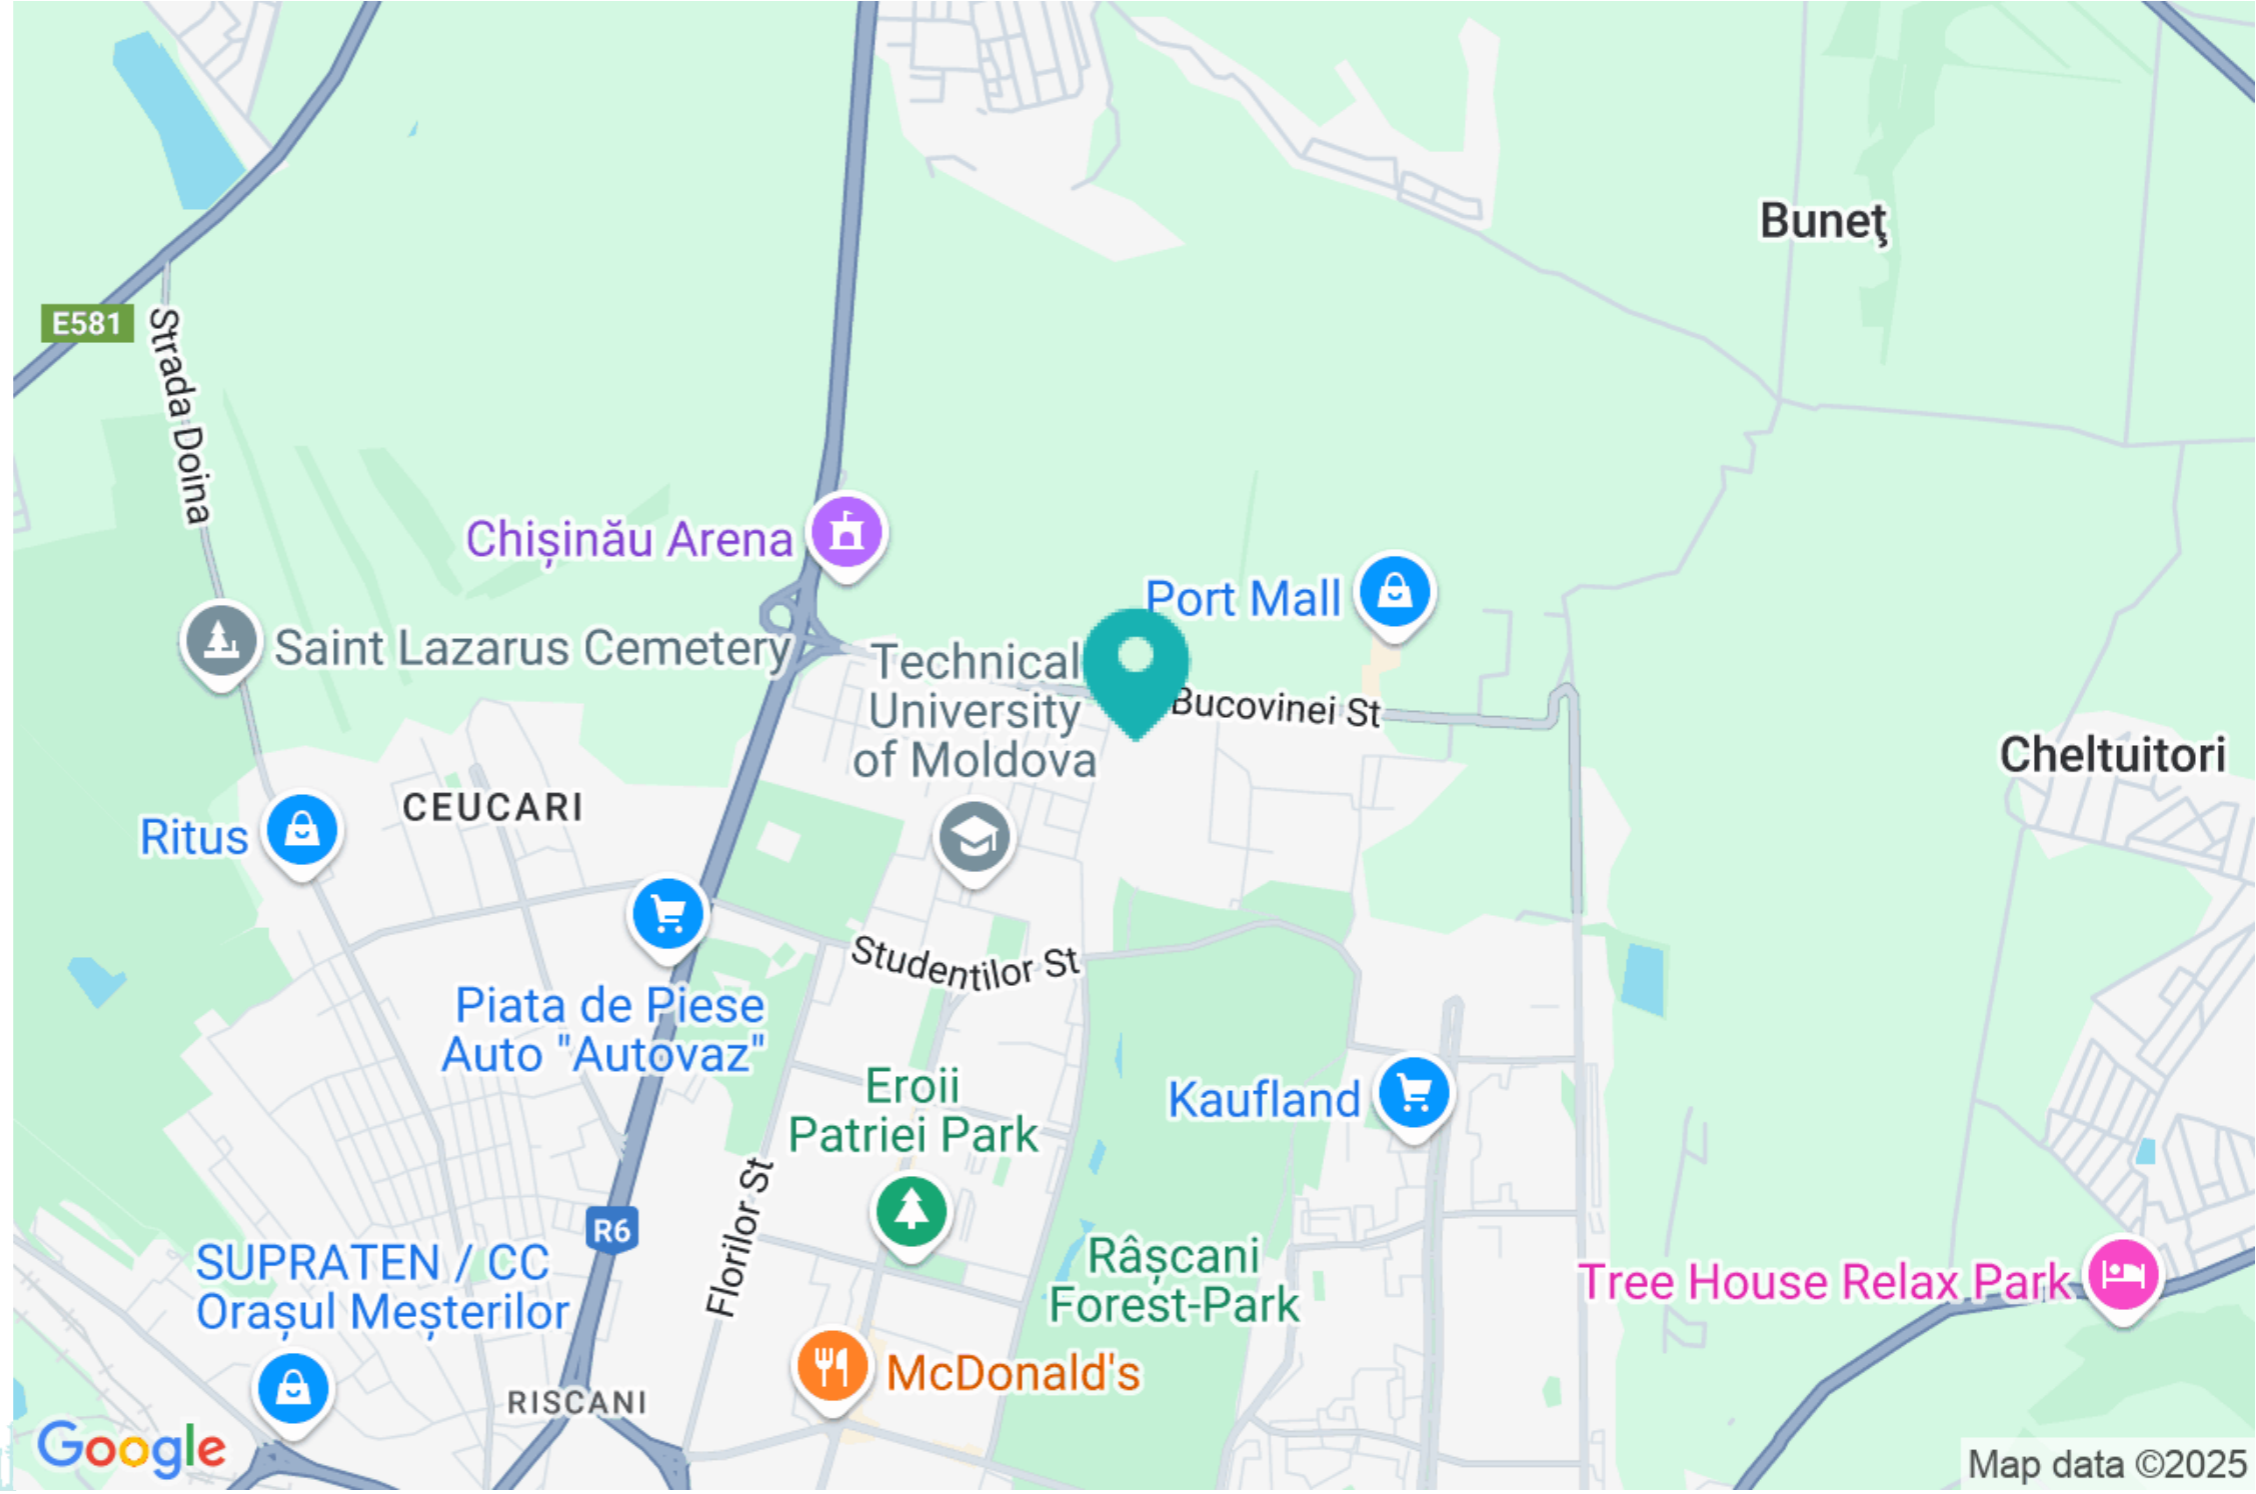 Buneţ
E581
Strada Doina
Chișinău Arena
Port Mall
Saint Lazarus Cemetery
Technical
University
of Moldova
Bucovinei St
Cheltuitori
CEUCARI
Ritus
Studentilor St
Piata de Piese
Auto "Autovaz"
Eroii
Patriei Park
Kaufland
R6
Florilor St
SUPRATEN / CC
Orașul Meșterilor
Râșcani
Forest-Park
Tree House Relax Park
McDonald's
RISCANI
Google
Map data ©2025